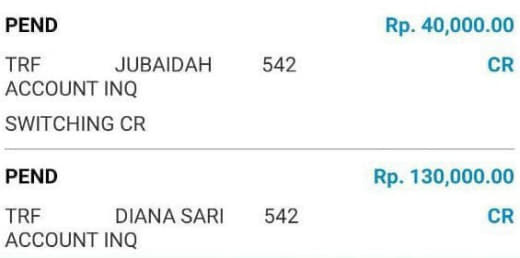 PEND Rp. 40,000.00
TRF JUBAIDAH 542 CR
ACCOUNT INQ
SWITCHING CR
PEND Rp. 130,000.00
TRF DIANA SARI 542 CR
ACCOUNT INQ